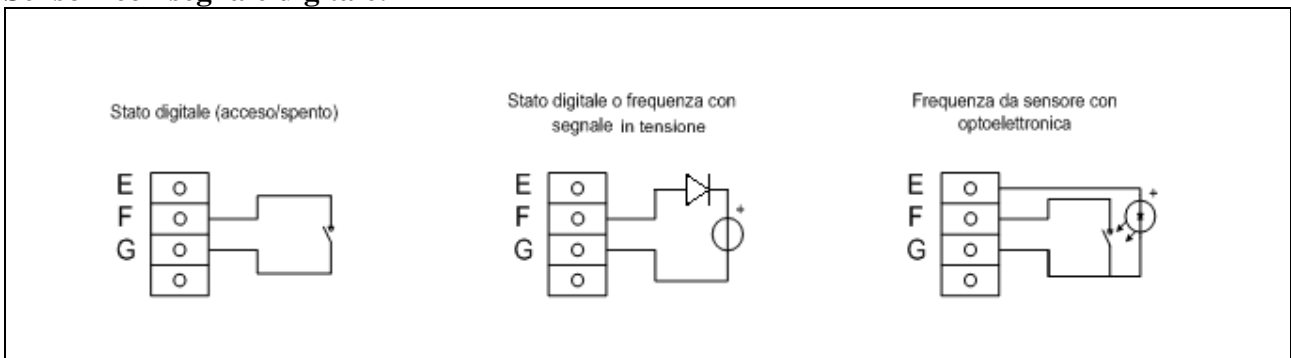 Stato digitale (acceso/spento)
Stato digitale o frequenza con
segnale in tensione
Frequenza da sensore con
optoelettronica
E
F
G
E
F
G
+
E
F
G
+